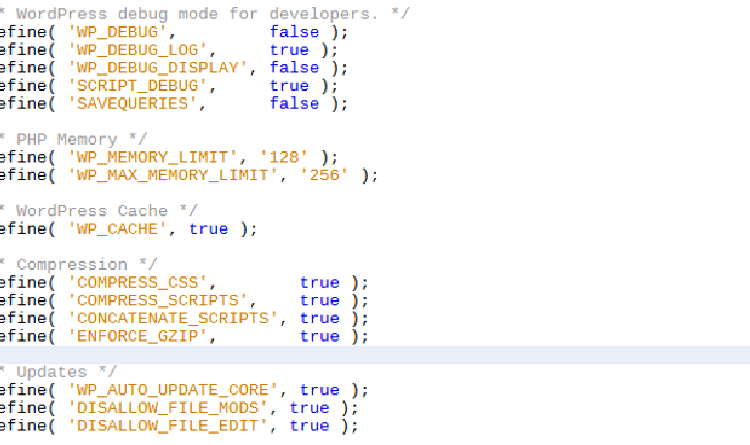 * WordPress debug mode for developers. */
efine( 'WP_DEBUG', false );
efine( 'WP_DEBUG_LOG', true );
efine( 'WP_DEBUG_DISPLAY', false );
efine( 'SCRIPT_DEBUG', true );
efine( 'SAVEQUERIES', false );
* PHP Memory */
efine( 'WP_MEMORY_LIMIT', '128' );
efine( 'WP_MAX_MEMORY_LIMIT', '256' );
* WordPress Cache */
efine( 'WP_CACHE', true );
* Compression */
efine( 'COMPRESS_CSS', true );
efine( 'COMPRESS_SCRIPTS', true );
efine( 'CONCATENATE_SCRIPTS', true );
efine( 'ENFORCE_GZIP', true );
* Updates */
efine( 'WP_AUTO_UPDATE_CORE', true );
efine( 'DISALLOW_FILE_MODS', true );
efine( 'DISALLOW_FILE_EDIT', true );